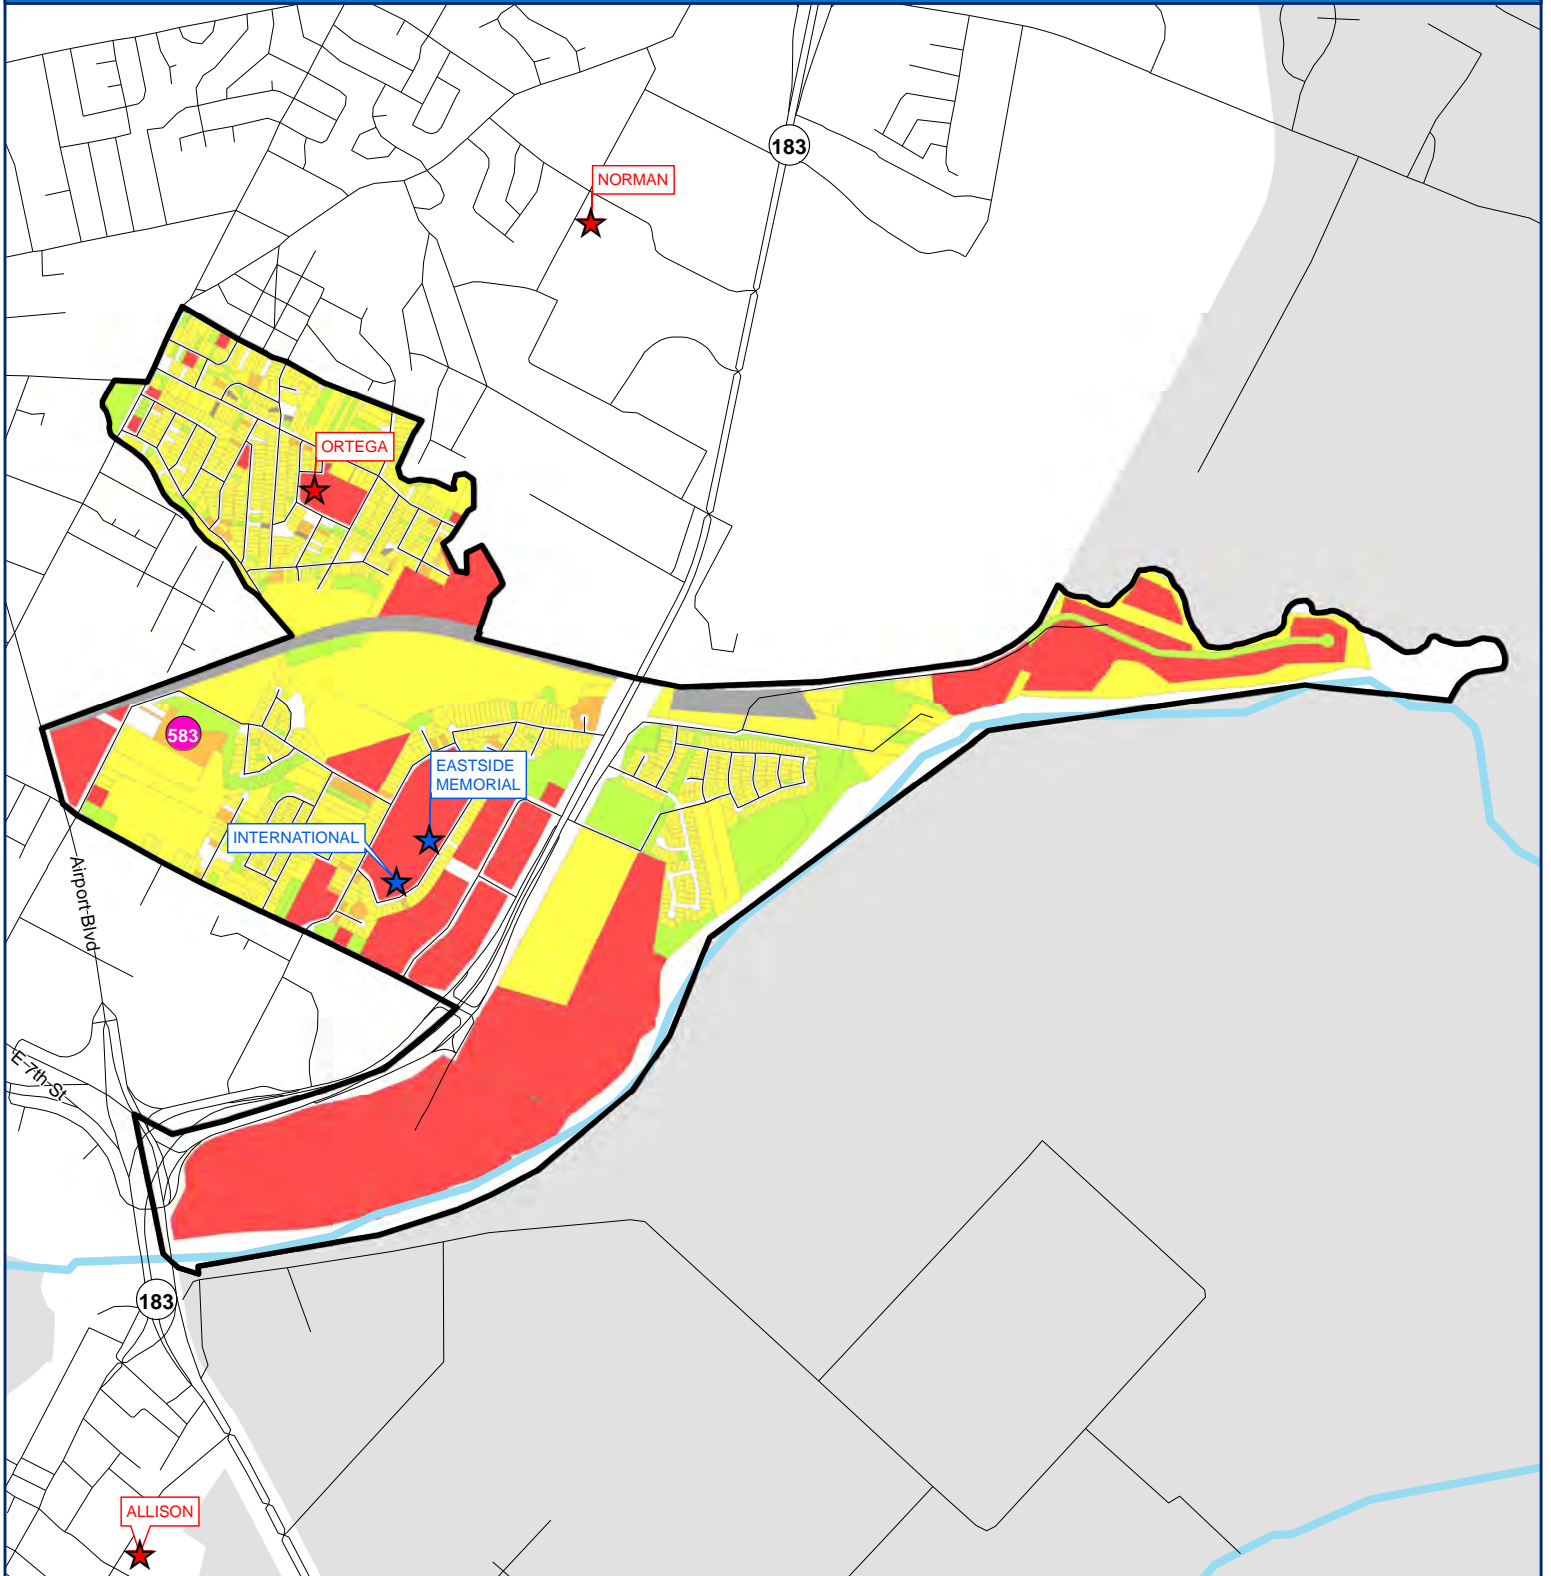 183
NORMAN
ORTEGA
583
EASTSIDE
MEMORIAL
INTERNATIONAL
Airport Blvd
E 7th St
183
ALLISON